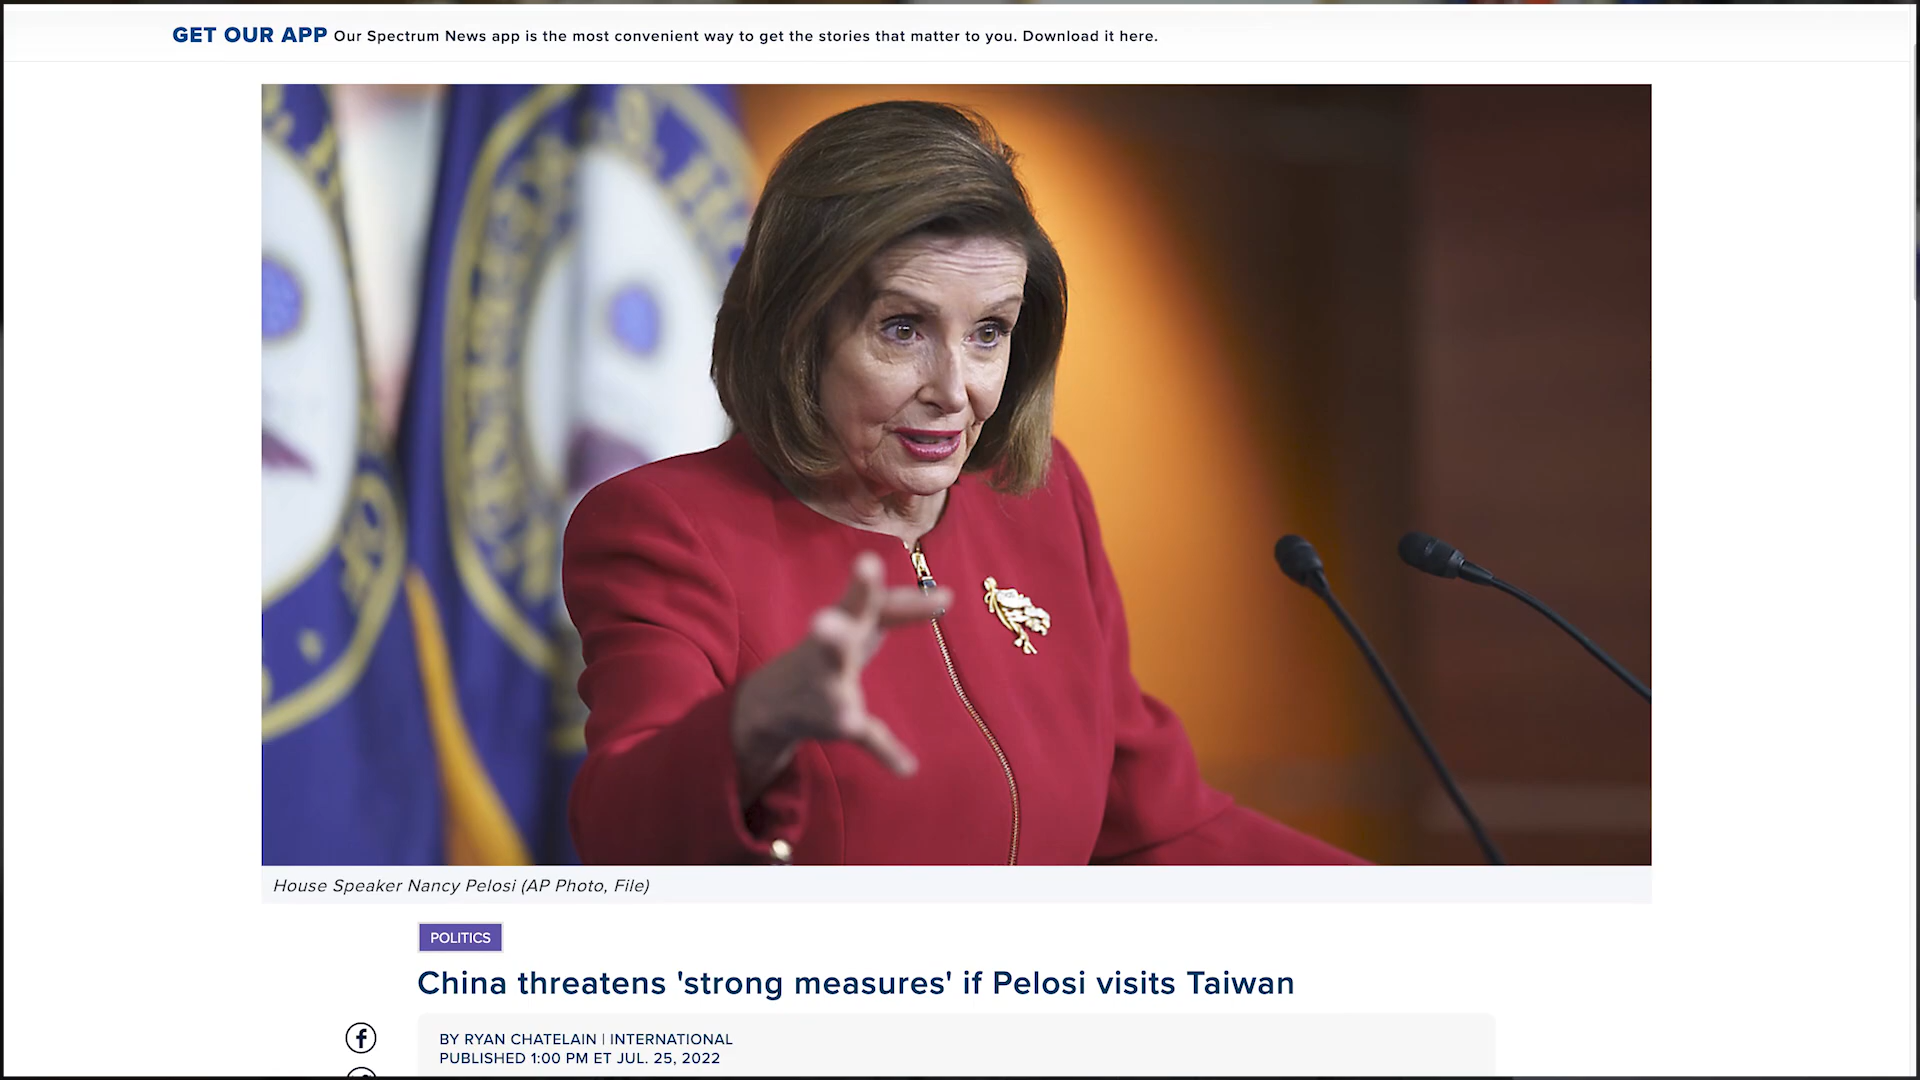 GET OUR APP Our Spectrum News app is the most convenient way to get the stories that matter to you. Download it here.
House Speaker Nancy Pelosi (AP Photo, File)
POLITICS
China threatens 'strong measures' if Pelosi visits Taiwan
BY RYAN CHATELAIN | INTERNATIONAL
PUBLISHED 1:00 PM ET JUL. 25, 2022